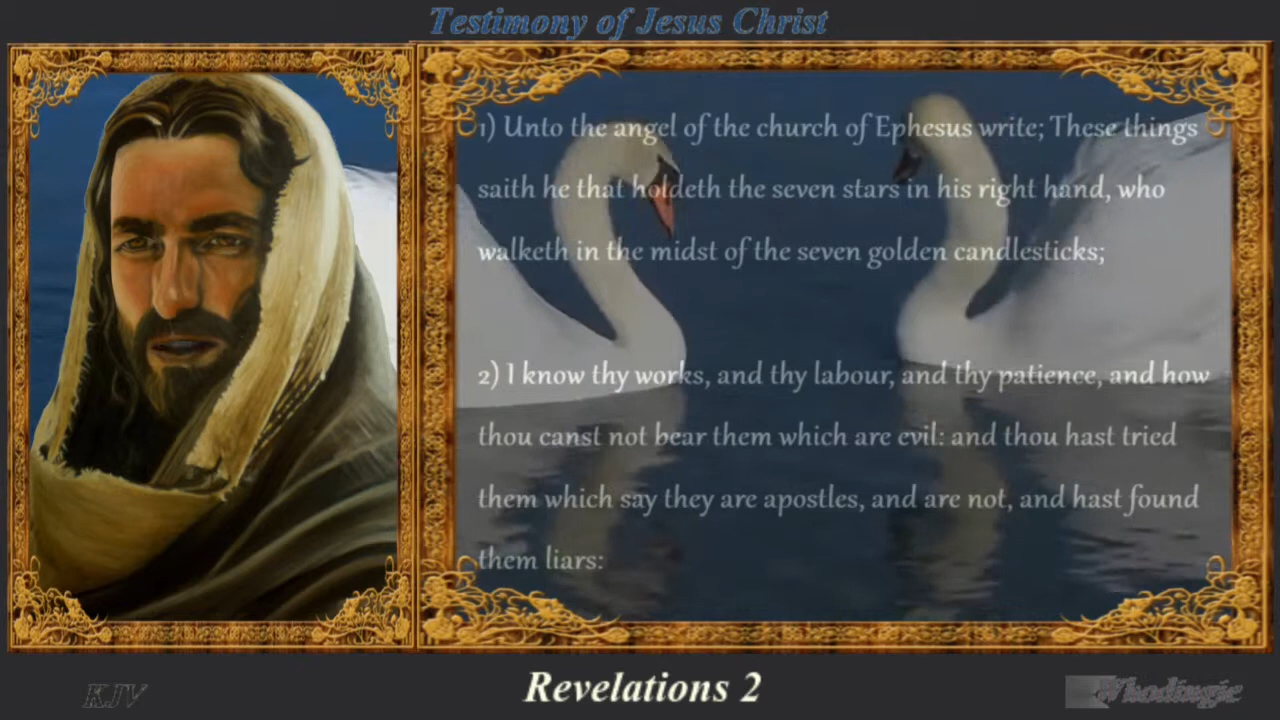 Testimony of Jesus Christ
1) Unto the angel of the church of Ephesus write; These things
saith he that holdeth the seven stars in his right hand, who
walketh in the midst of the seven golden candlesticks;
2) I know thy works, and thy labour, and thy patience, and how
thou canst not bear them which are evil: and thou hast tried
them which say they are apostles, and are not, and hast found
them liars:
KJV
Revelations 2